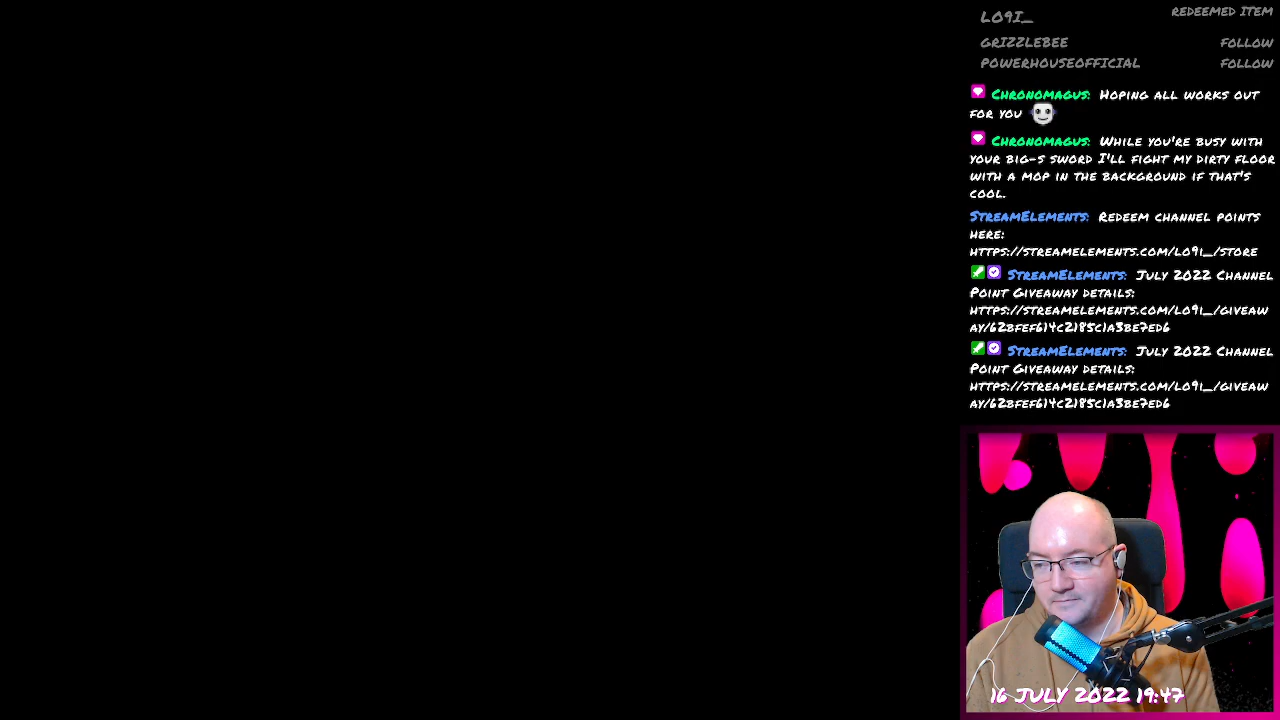 LO9I_ REDEEMED ITEM
GRIZZLEBEE FOLLOW
POWERHOUSEOFFICIAL FOLLOW
CHRONOMAGUS: HOPING ALL WORKS OUT
FOR YOU
CHRONOMAGUS: WHILE YOU'RE BUSY WITH
YOUR BIG-S SWORD I'LL FIGHT MY DIRTY FLOOR
WITH A MOP IN THE BACKGROUND IF THAT'S
COOL.
STREAMELEMENTS: REDEEM CHANNEL POINTS
HERE:
HTTPS://STREAMELEMENTS.COM/LO9I_/STORE
STREAMELEMENTS: JULY 2022 CHANNEL
POINT GIVEAWAY DETAILS:
HTTPS://STREAMELEMENTS.COM/LO9I_/GIVEAW
AY/62BFEF614C2185C1A3BE7ED6
STREAMELEMENTS: JULY 2022 CHANNEL
POINT GIVEAWAY DETAILS:
HTTPS://STREAMELEMENTS.COM/LO9I_/GIVEAW
AY/62BFEF614C2185C1A3BE7ED6
16 JULY 2022 19:47